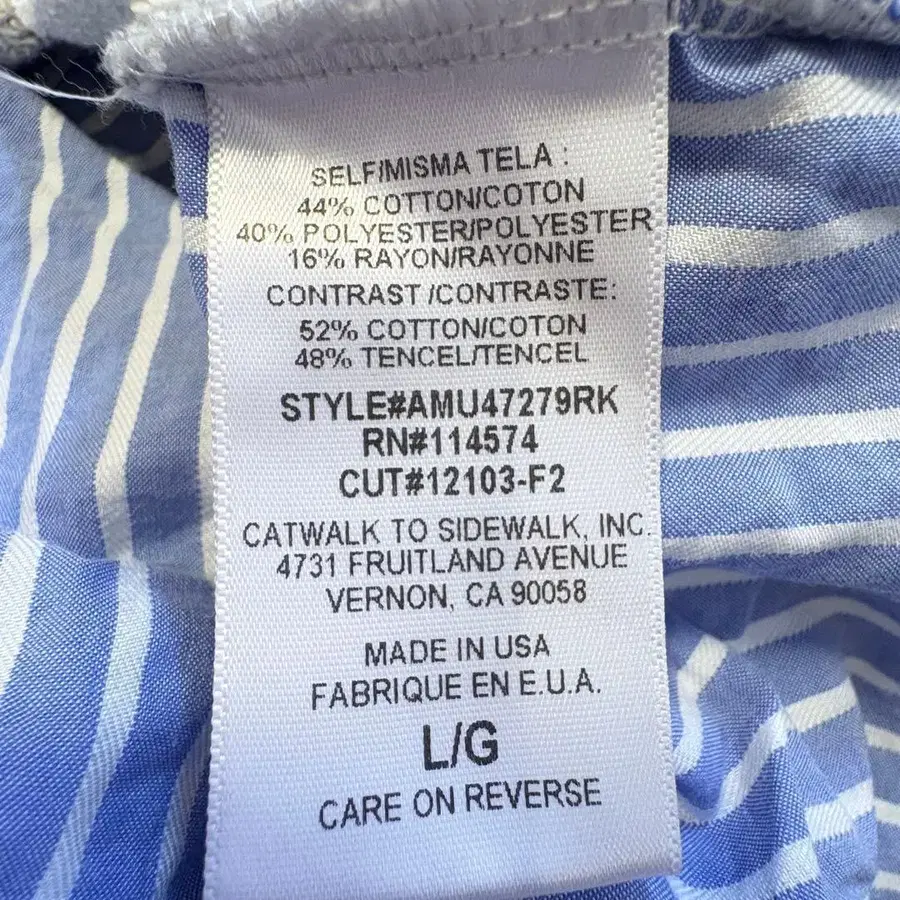 SELF/MISMA TELA :
44% COTTON/COTON
40% POLYESTER/POLYESTER
16% RAYON/RAYONNE
CONTRAST /CONTRASTE:
52% COTTON/COTON
48% TENCEL/TENCEL
STYLE#AMU47279RK
RN#114574
CUT#12103-F2
CATWALK TO SIDEWALK, INC.
4731 FRUITLAND AVENUE
VERNON, CA 90058
MADE IN USA
FABRIQUE EN E.U.A.
L/G
CARE ON REVERSE